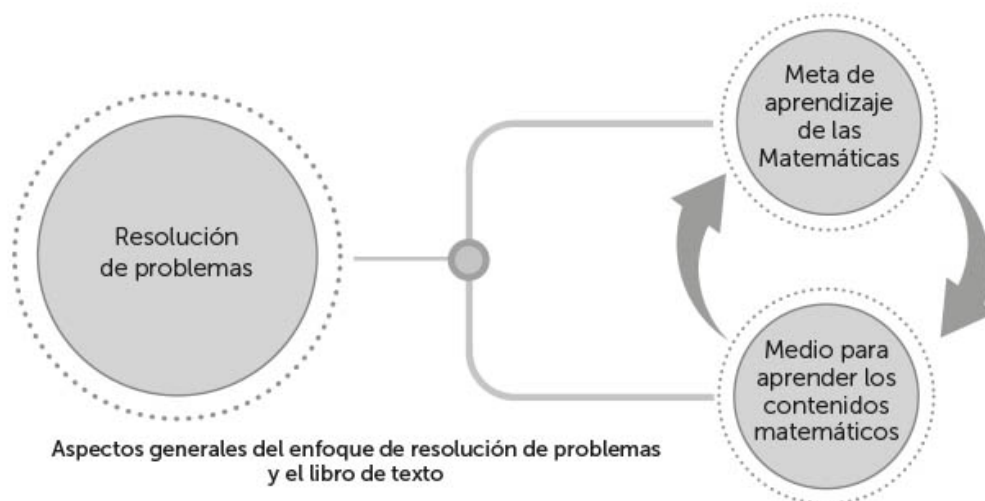 Resolución
de problemas
Meta de
aprendizaje
de las
Matemáticas
Medio para
aprender los
contenidos
matemáticos
Aspectos generales del enfoque de resolución de problemas
y el libro de texto